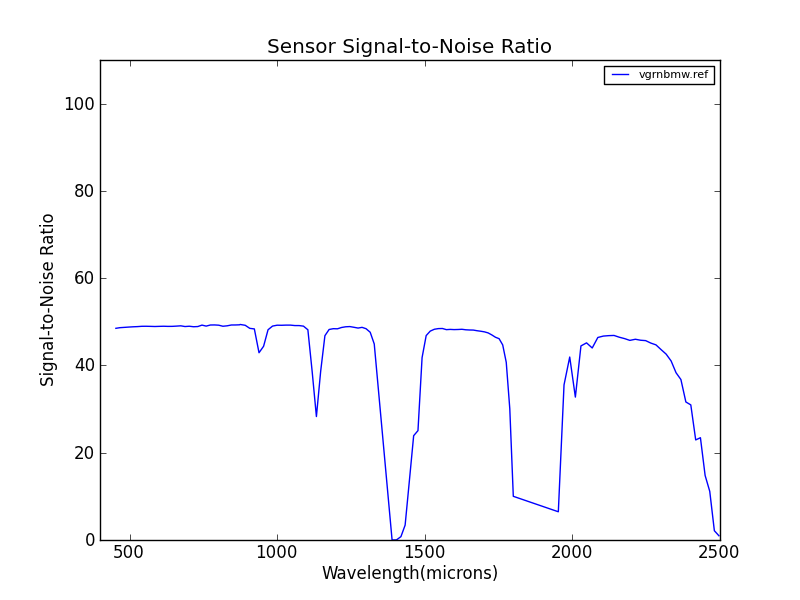 Sensor Signal-to-Noise Ratio
vgrnbmw.ref
100
80
60
40
20
0
Signal-to-Noise Ratio
500 1000 1500 2000 2500
Wavelength(microns)